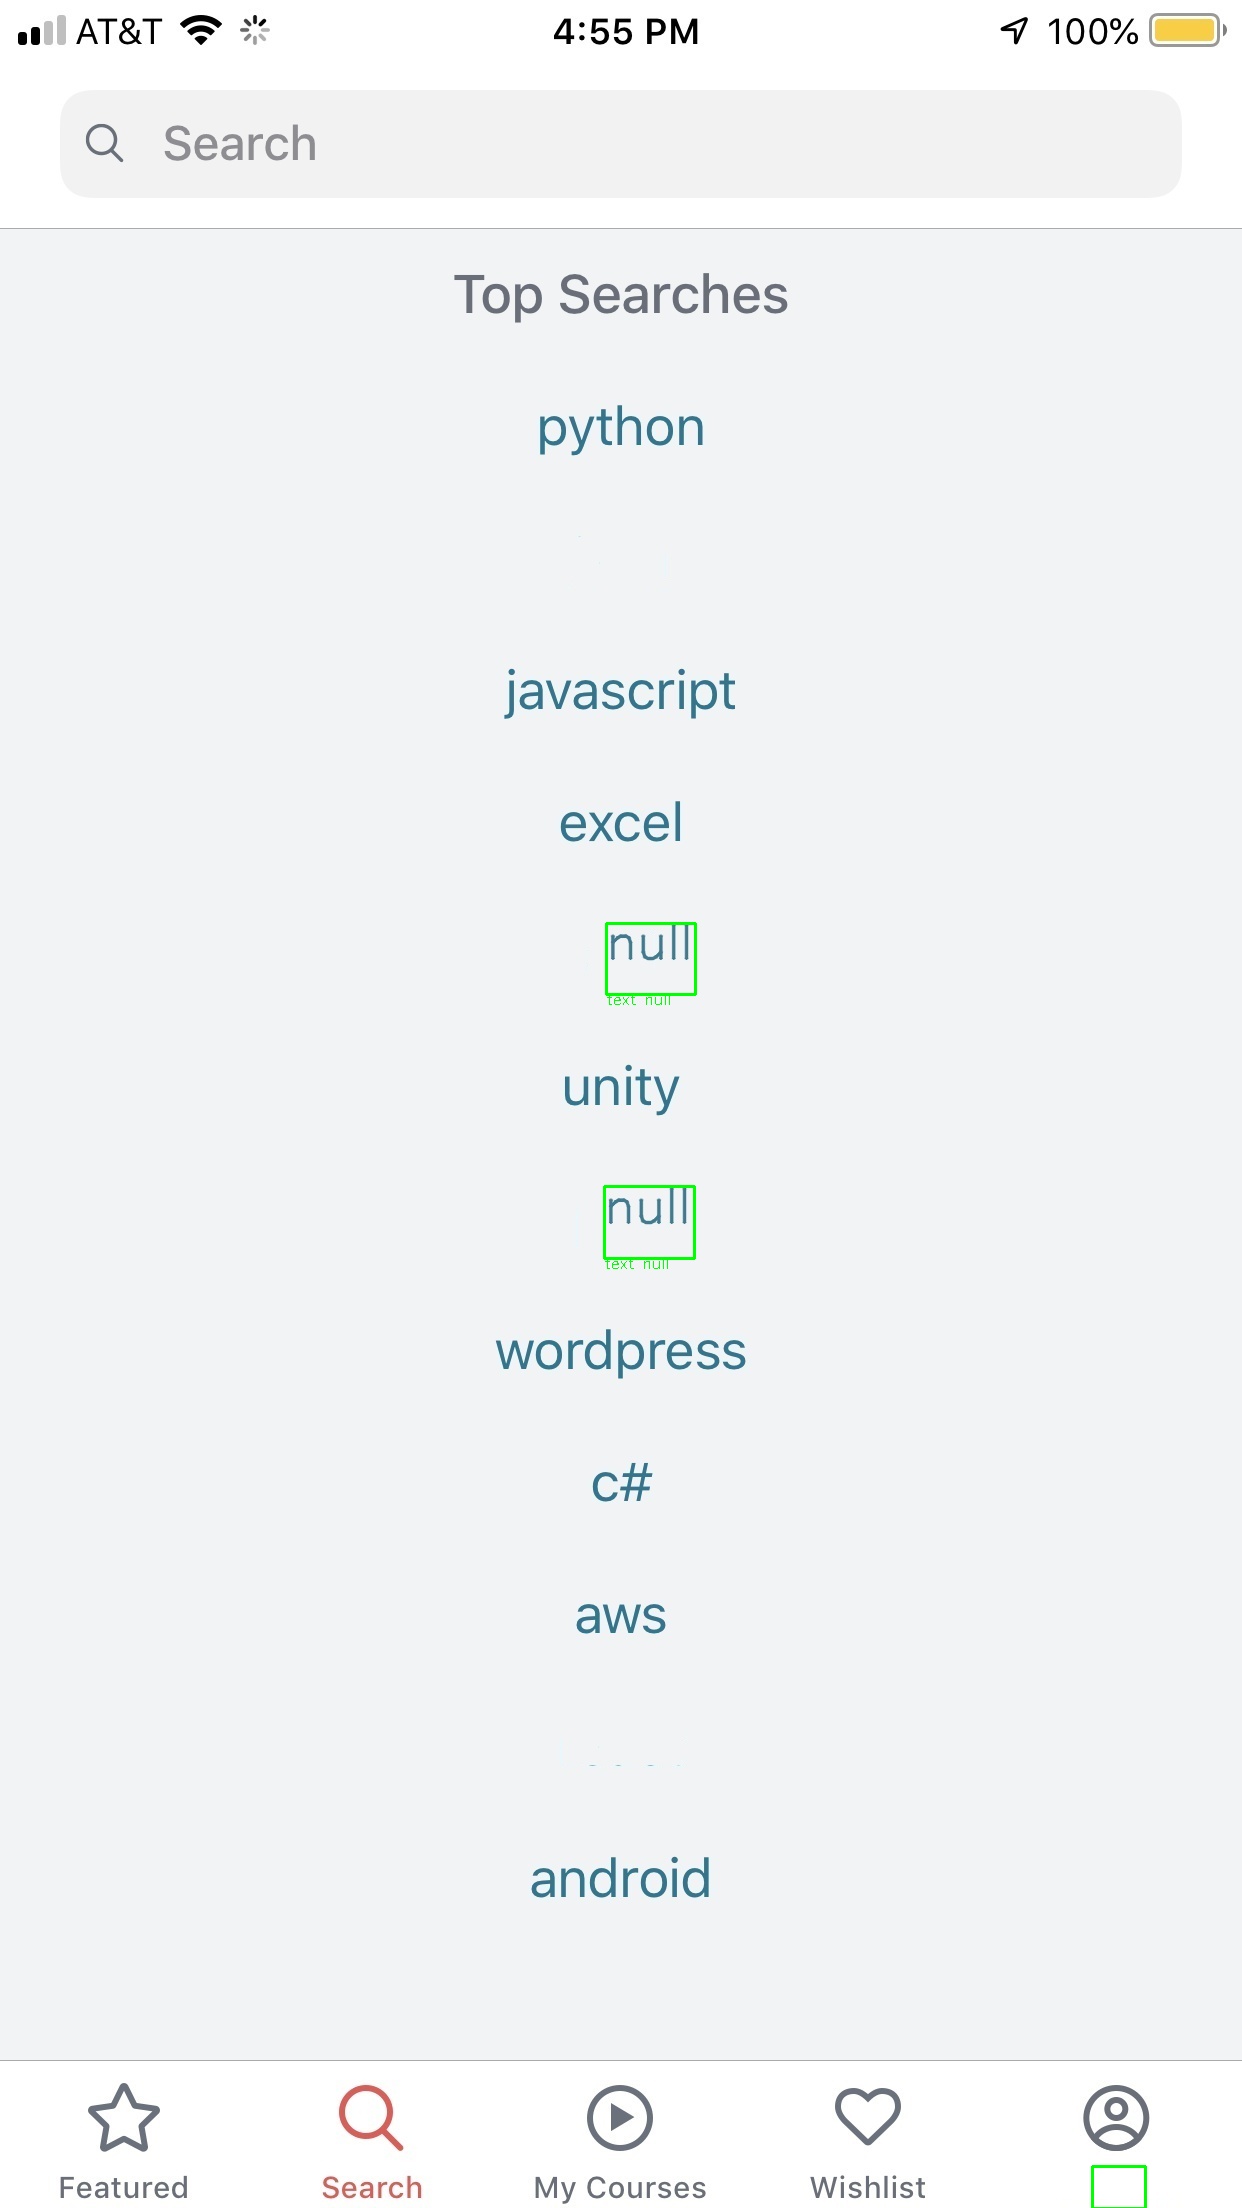 AT&T 4:55 PM 100%
Search
Top Searches
python
javascript
excel
null
text null
unity
null
text null
wordpress
c#
aws
android
Featured Search My Courses Wishlist